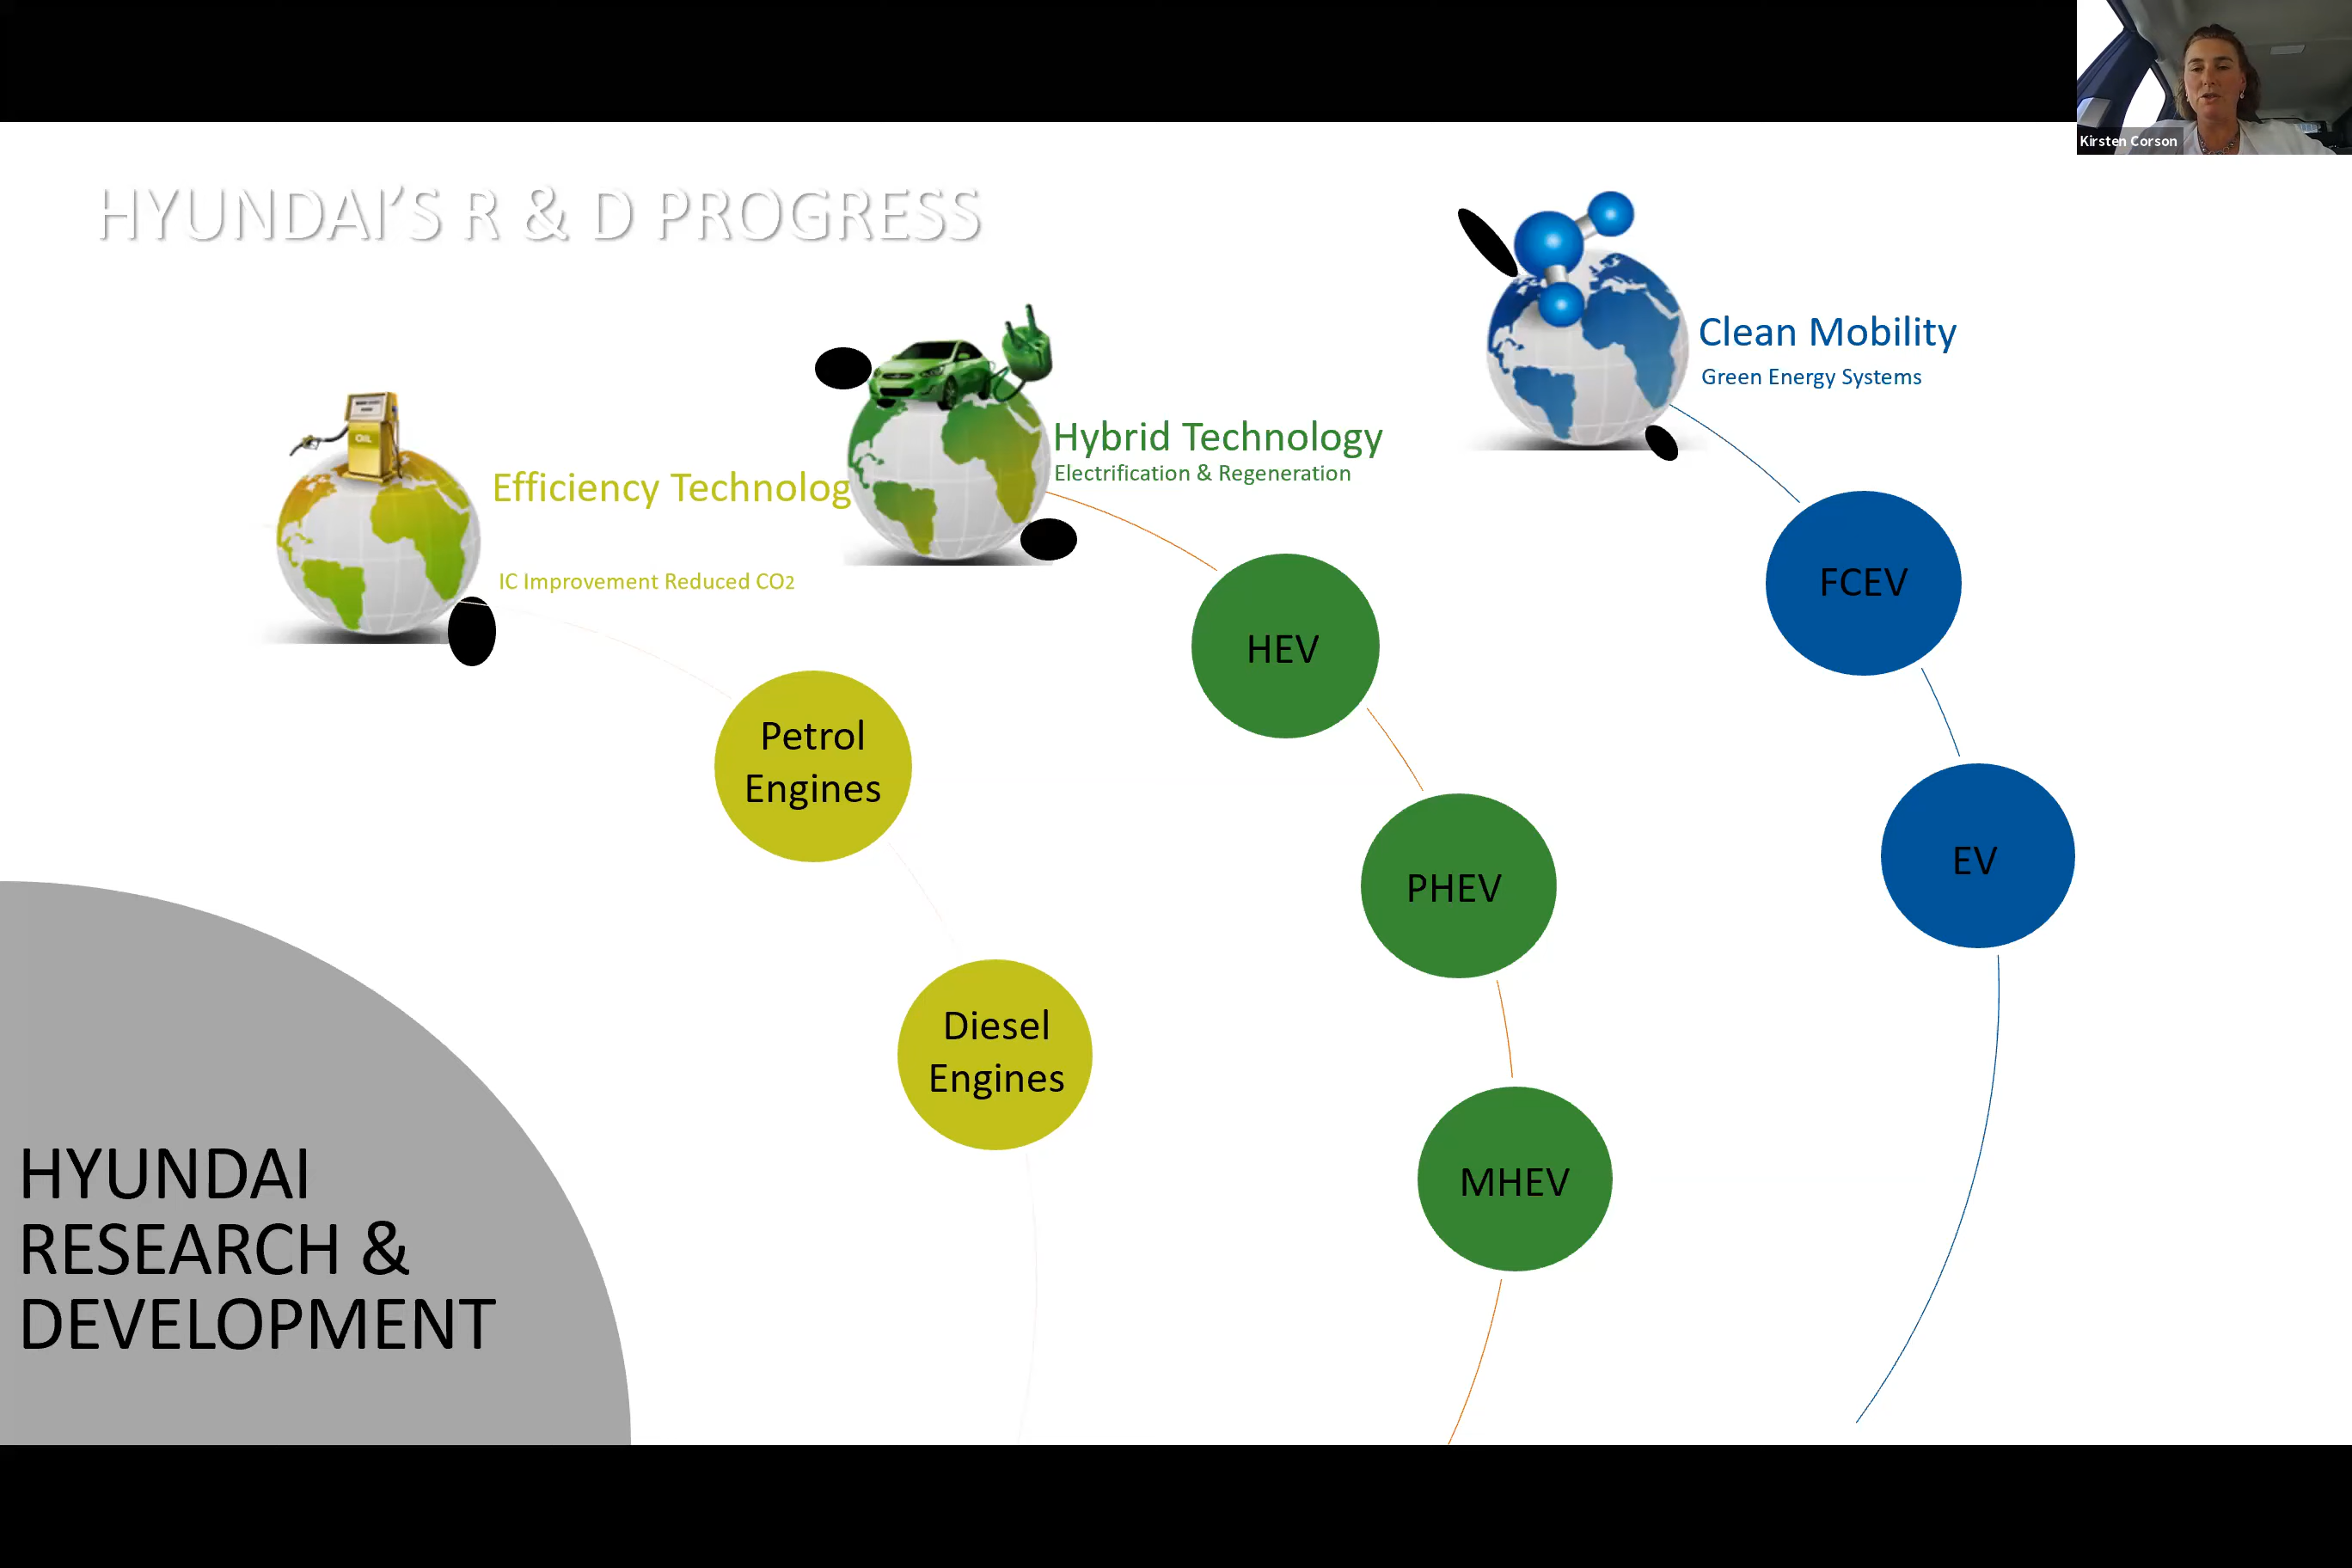 Kirsten Corson
HYUNDAI'S R & D PROGRESS
OIL
Clean Mobility
Green Energy Systems
Hybrid Technology
Electrification & Regeneration
Efficiency Technolog
IC Improvement Reduced CO2
FCEV
HEV
Petrol
Engines
EV
PHEV
Diesel
Engines
MHEV
HYUNDAI
RESEARCH &
DEVELOPMENT